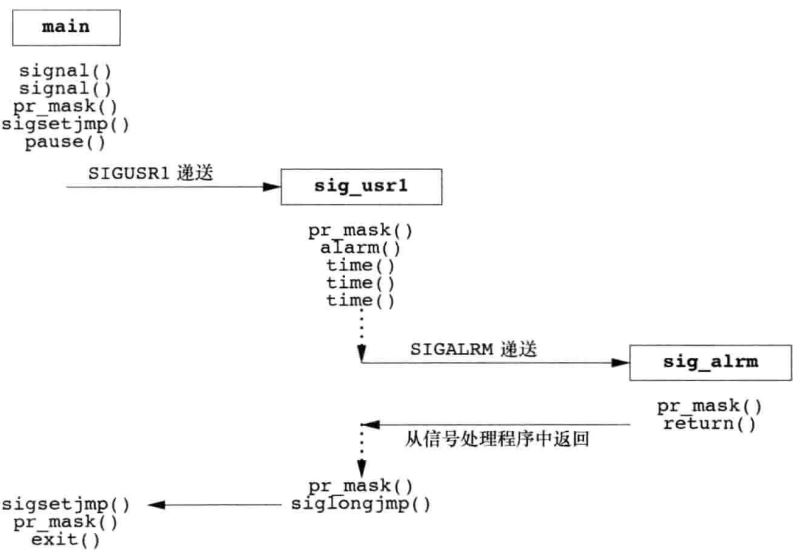 main
signal()
signal()
pr_mask()
sigsetjmp()
pause()
SIGUSR1 递送
sig_usr1
pr_mask()
alarm()
time()
time()
time()
SIGALRM 递送
sig_alrm
pr_mask()
return()
从信号处理程序中返回
pr_mask()
siglongjmp()
sigsetjmp()
pr_mask()
exit()